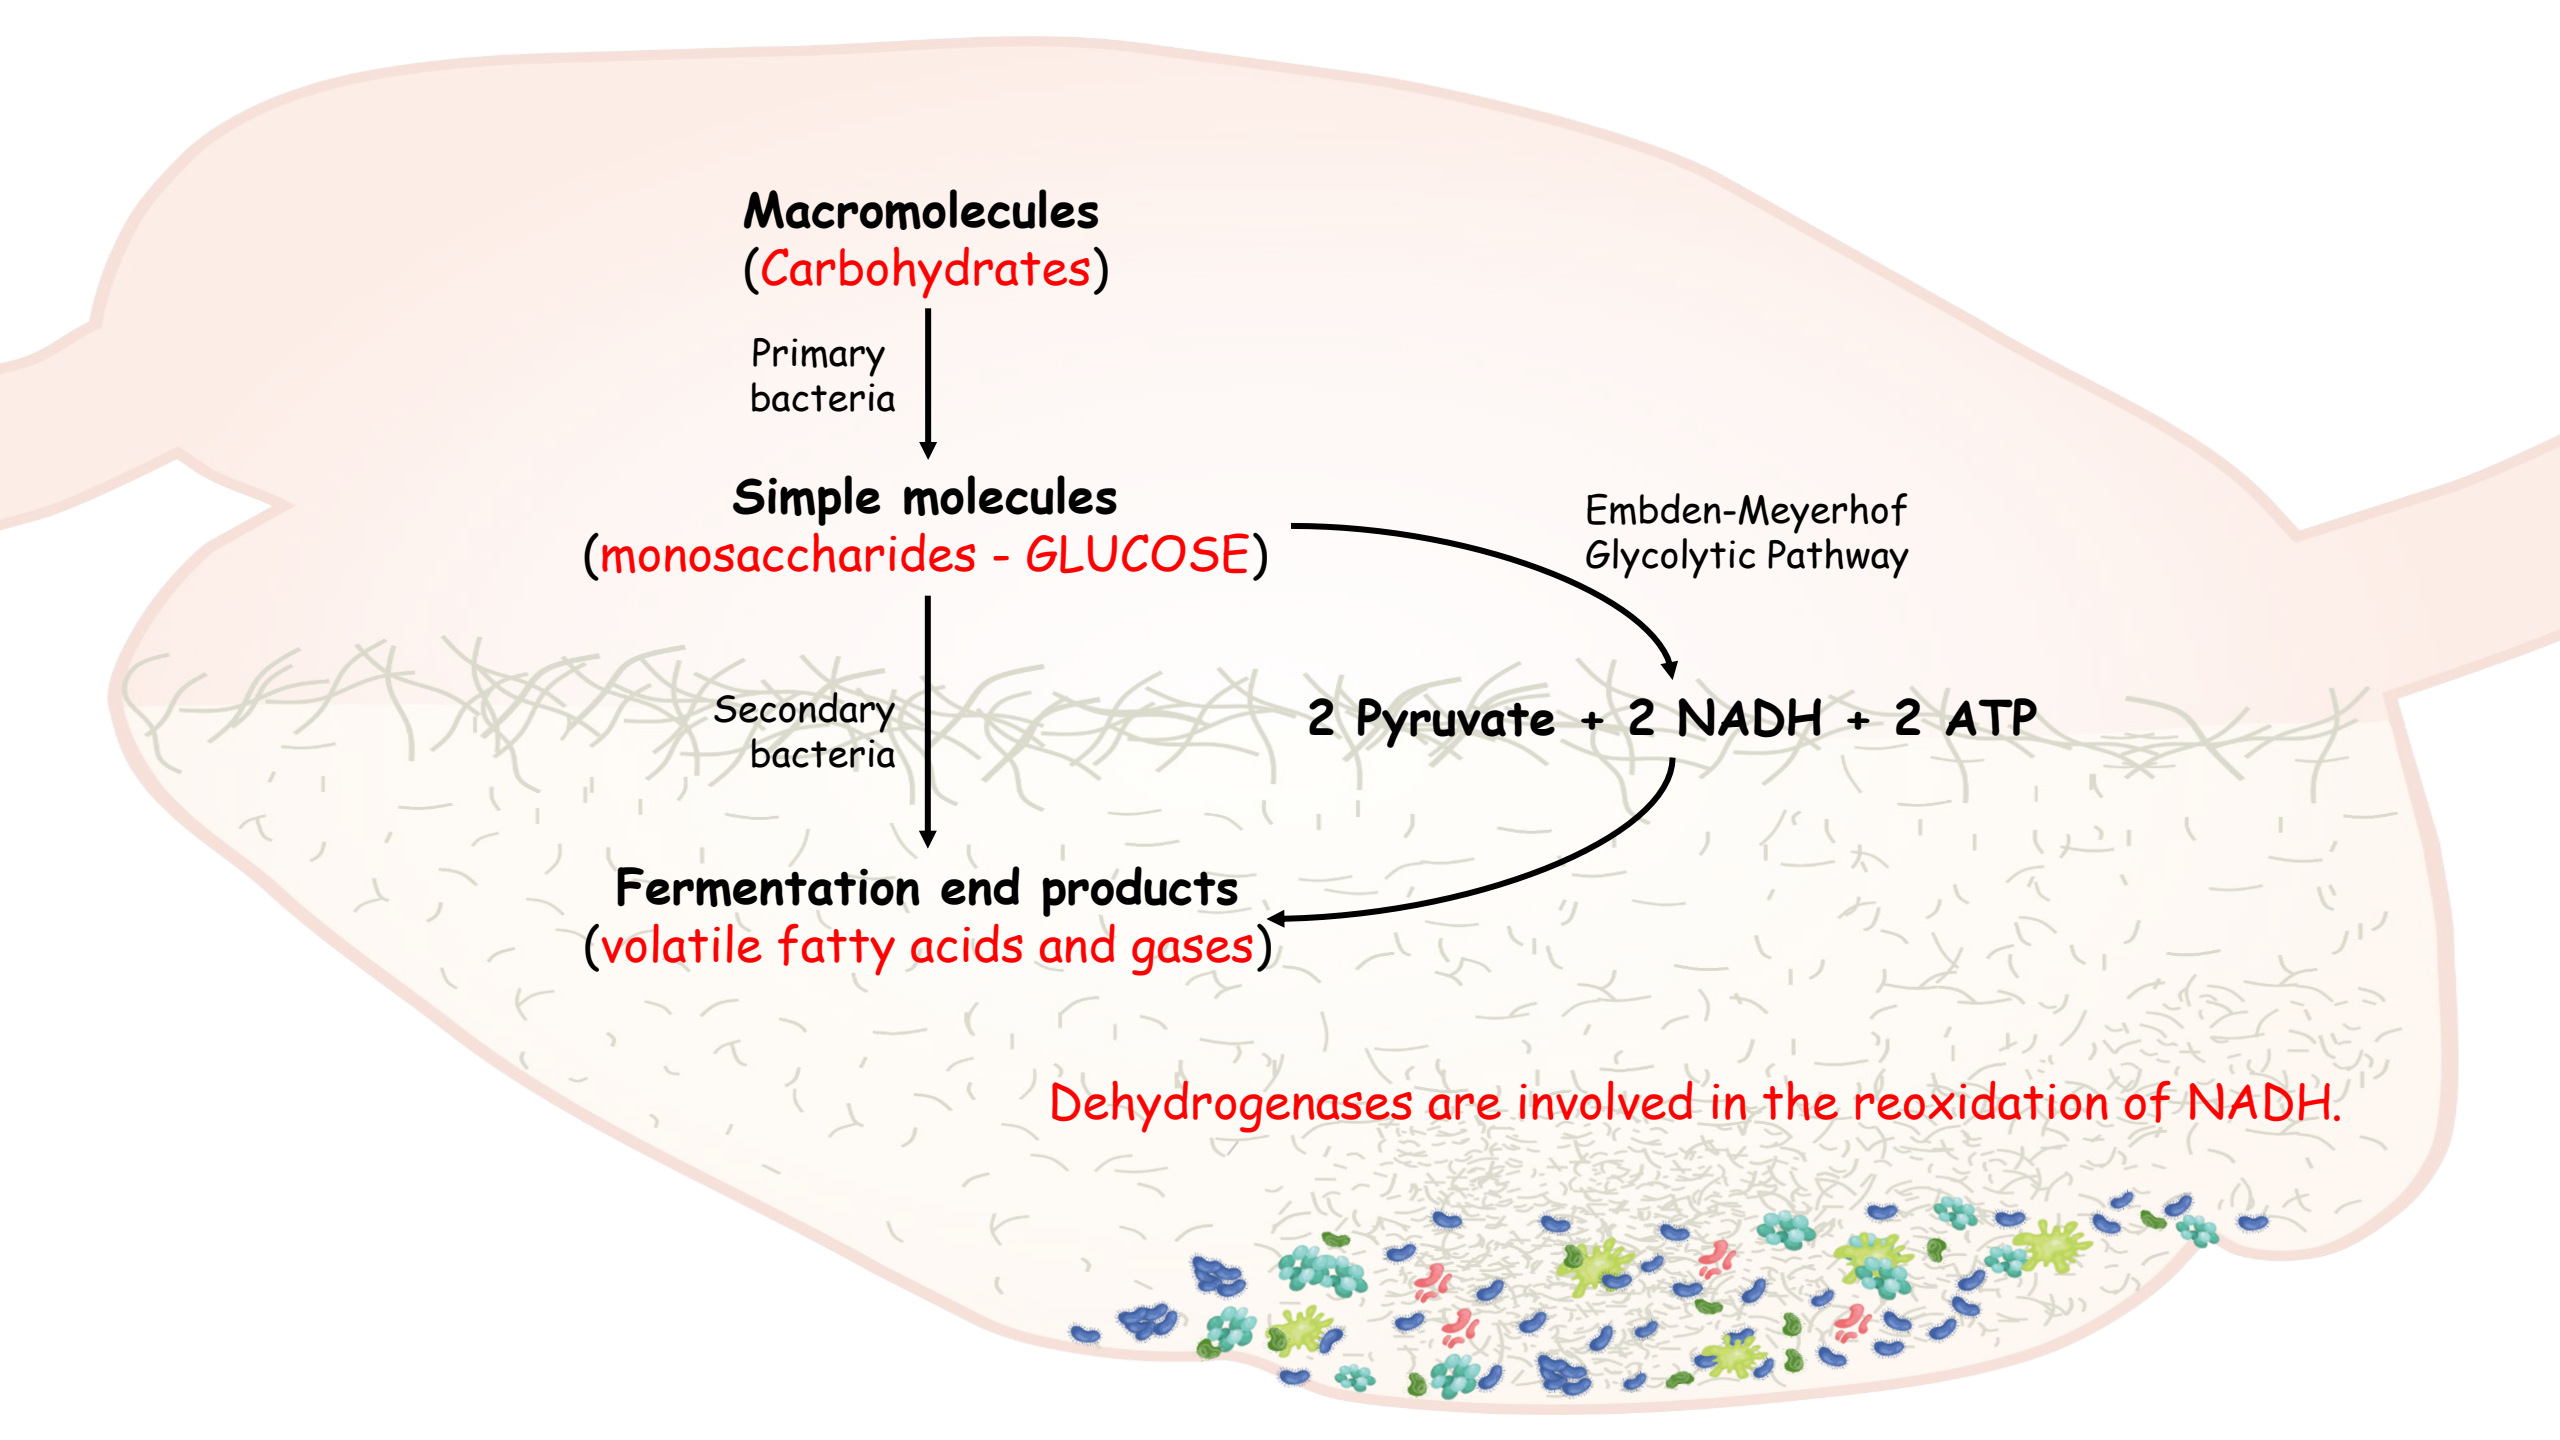 Macromolecules
(Carbohydrates)
Primary
bacteria
Simple molecules
(monosaccharides - GLUCOSE)
Embden-Meyerhof
Glycolytic Pathway
Secondary
bacteria
2 Pyruvate + 2 NADH + 2 ATP
Fermentation end products
(volatile fatty acids and gases)
Dehydrogenases are involved in the reoxidation of NADH.